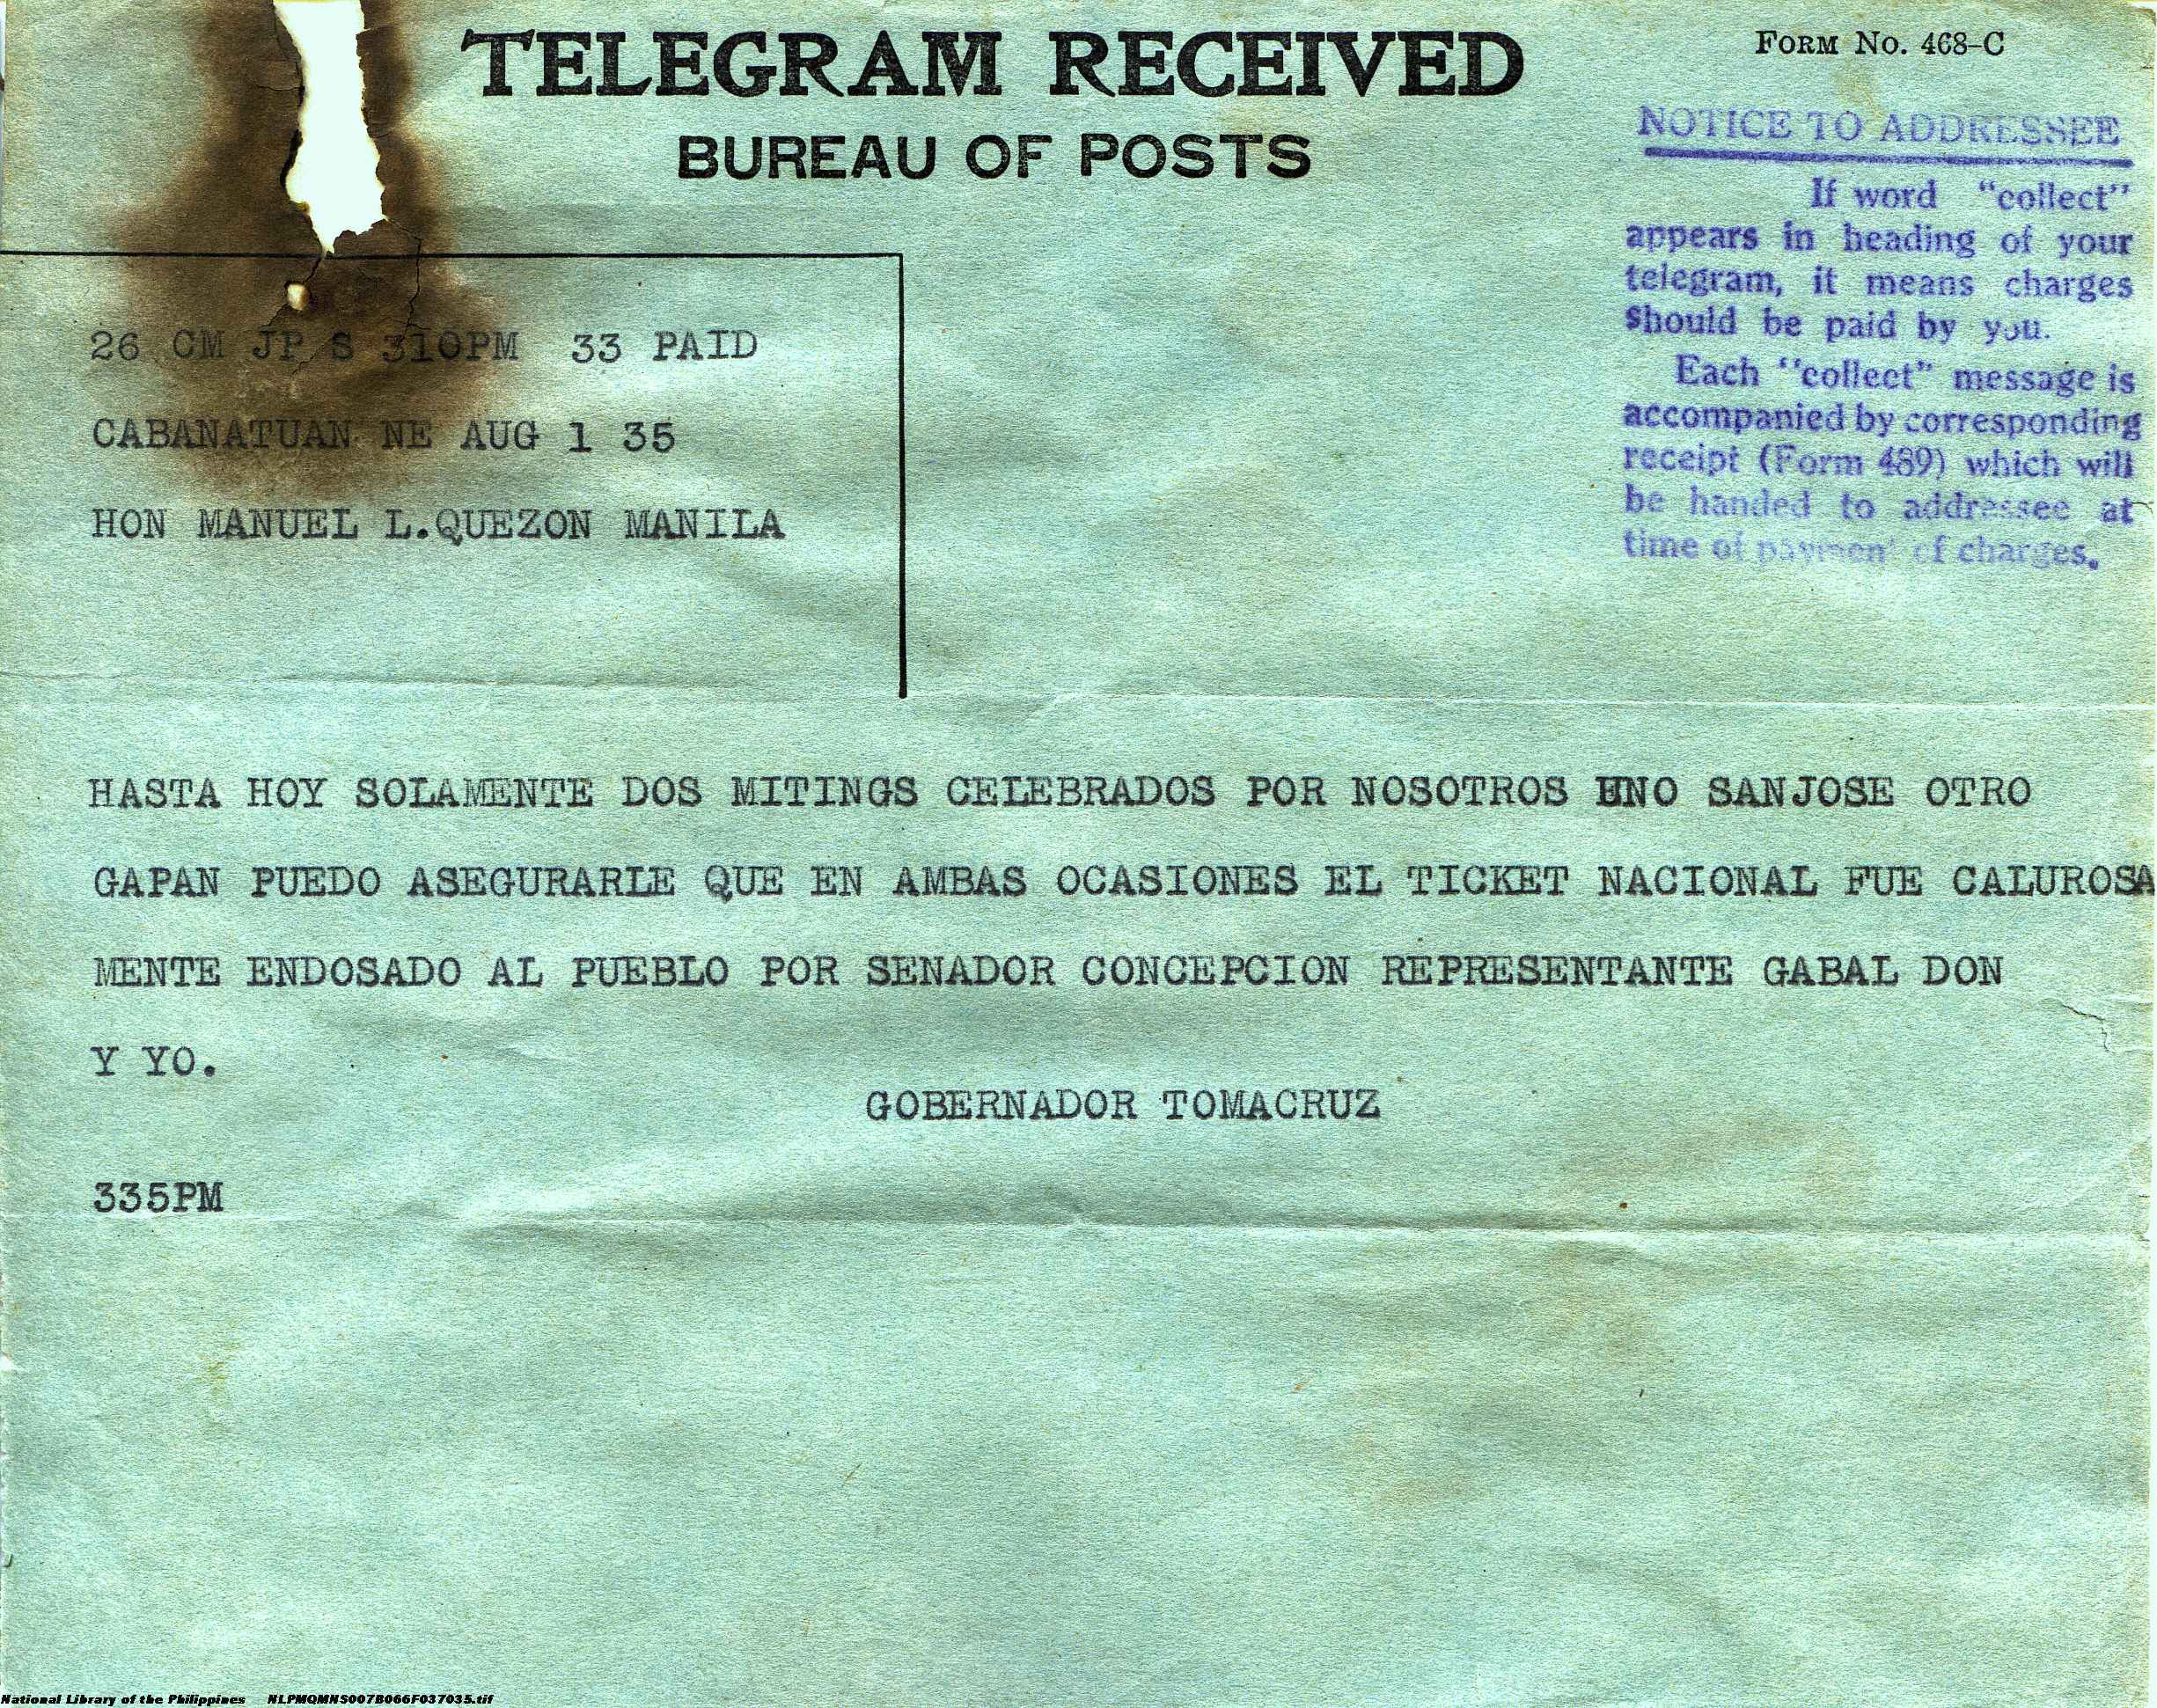 TELEGRAM RECEIVED
BUREAU OF POSTS
FORM NO. 468-C
NOTICE TO ADDRESSEE
If word "collect"
appears in heading of your
telegram, it means charges
should be paid by you.
Each "collect" message is
accompanied by corresponding
receipt (Form 489) which will
be handed to addressee at
time of payment of charges.
26 CM JP S 310PM 33 PAID
CABANATUAN NE AUG 1 35
HON MANUEL L.QUEZON MANILA
HASTA HOY SOLAMENTE DOS MITINGS CELEBRADOS POR NOSOTROS UNO SANJOSE OTRO
GAPAN PUEDO ASEGURARLE QUE EN AMBAS OCASIONES EL TICKET NACIONAL FUE CALUROSA
MENTE ENDOSADO AL PUEBLO POR SENADOR CONCEPCION REPRESENTANTE GABAL DON
Y YO.
GOBERNADOR TOMACRUZ
335PM
National Library of the Philippines NLPMQMNS007B066F037035.tif